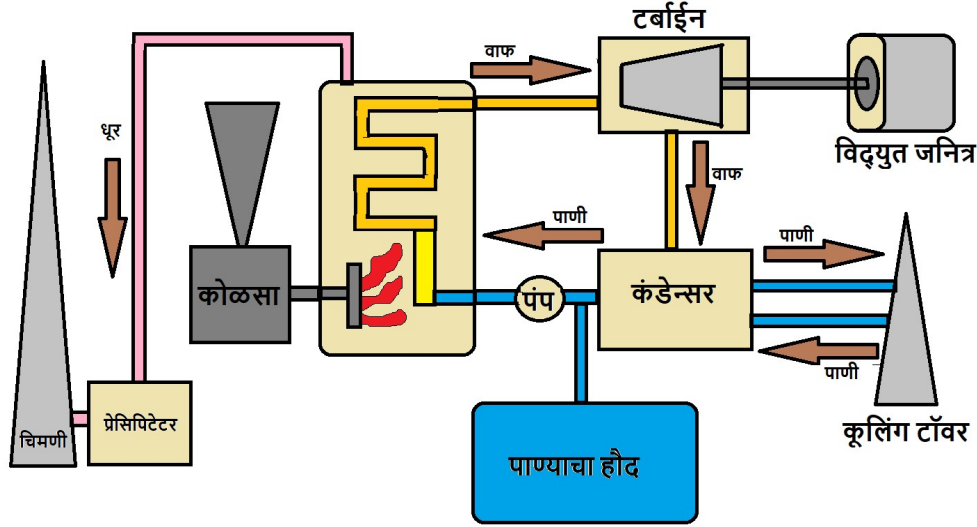 टर्बाईन
वाफ
धूर
विद्‌युत जनित्र
वाफ
पाणी
पाणी
कोळसा
पंप
कंडेन्सर
पाणी
प्रेसिपिटेटर
चिमणी
कूलिंग टॉवर
पाण्याचा हौद